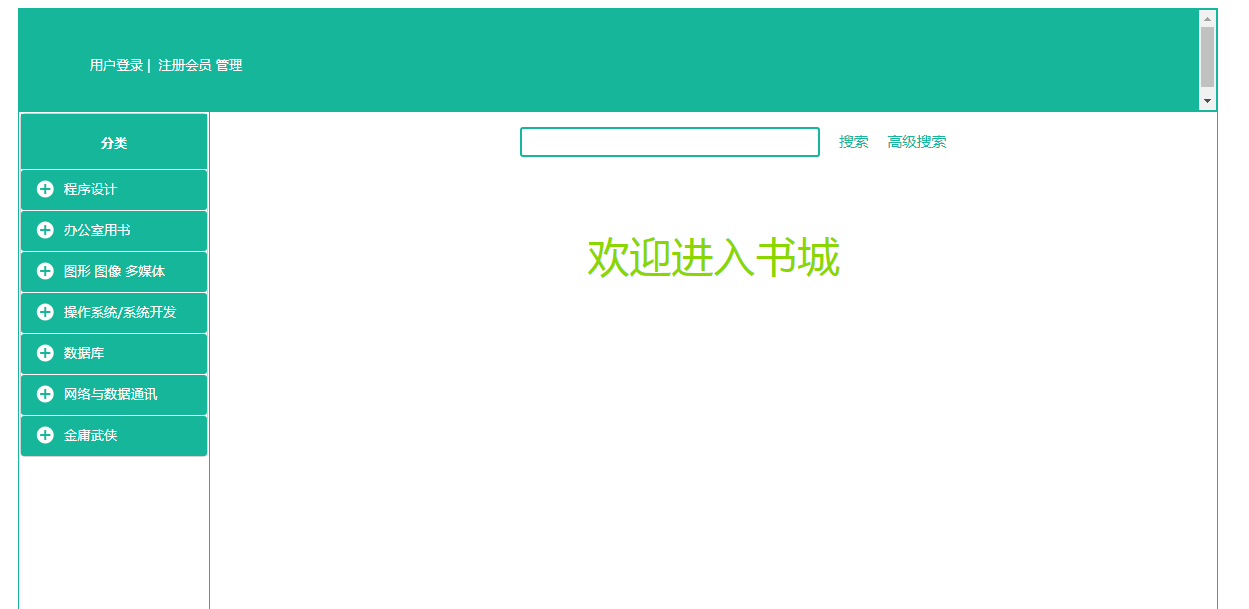 用户登录 | 注册会员 管理
分类
搜索 高级搜索
程序设计
办公室用书
欢迎进入书城
图形 图像 多媒体
操作系统/系统开发
数据库
网络与数据通讯
金庸武侠